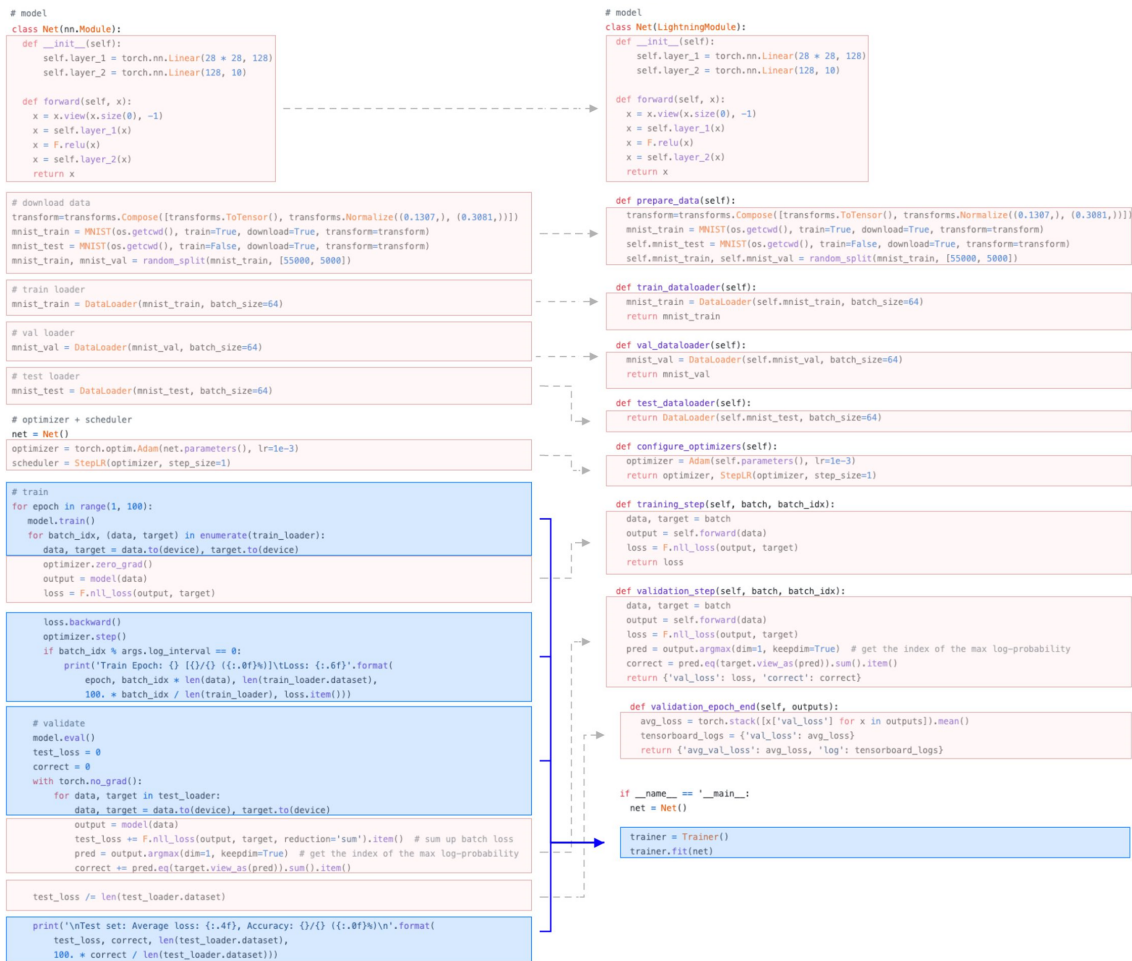 # model
class Net(nn.Module):
def __init__(self):
self.layer_1 = torch.nn.Linear(28 * 28, 128)
self.layer_2 = torch.nn.Linear(128, 10)
def forward(self, x):
x = x.view(x.size(0), -1)
x = self.layer_1(x)
x = F.relu(x)
x = self.layer_2(x)
return x
# download data
transform=transforms.Compose([transforms.ToTensor(), transforms.Normalize((0.1307,), (0.3081,))])
mnist_train = MNIST(os.getcwd(), train=True, download=True, transform=transform)
mnist_test = MNIST(os.getcwd(), train=False, download=True, transform=transform)
mnist_train, mnist_val = random_split(mnist_train, [55000, 5000])
# train loader
mnist_train = DataLoader(mnist_train, batch_size=64)
# val loader
mnist_val = DataLoader(mnist_val, batch_size=64)
# test loader
mnist_test = DataLoader(mnist_test, batch_size=64)
# optimizer + scheduler
net = Net()
optimizer = torch.optim.Adam(net.parameters(), lr=1e-3)
scheduler = StepLR(optimizer, step_size=1)
# train
for epoch in range(1, 100):
model.train()
for batch_idx, (data, target) in enumerate(train_loader):
data, target = data.to(device), target.to(device)
optimizer.zero_grad()
output = model(data)
loss = F.nll_loss(output, target)
loss.backward()
optimizer.step()
if batch_idx % args.log_interval == 0:
print('Train Epoch: {} [{}/{} ({:.0f}%)]\tLoss: {:.6f}'.format(
epoch, batch_idx * len(data), len(train_loader.dataset),
100. * batch_idx / len(train_loader), loss.item()))
# validate
model.eval()
test_loss = 0
correct = 0
with torch.no_grad():
for data, target in test_loader:
data, target = data.to(device), target.to(device)
output = model(data)
test_loss += F.nll_loss(output, target, reduction='sum').item()  # sum up batch loss
pred = output.argmax(dim=1, keepdim=True)  # get the index of the max log-probability
correct += pred.eq(target.view_as(pred)).sum().item()
test_loss /= len(test_loader.dataset)
print('\nTest set: Average loss: {:.4f}, Accuracy: {}/{} ({:.0f}%)\n'.format(
test_loss, correct, len(test_loader.dataset),
100. * correct / len(test_loader.dataset)))
# model
class Net(LightningModule):
def __init__(self):
self.layer_1 = torch.nn.Linear(28 * 28, 128)
self.layer_2 = torch.nn.Linear(128, 10)
def forward(self, x):
x = x.view(x.size(0), -1)
x = self.layer_1(x)
x = F.relu(x)
x = self.layer_2(x)
return x
def prepare_data(self):
transform=transforms.Compose([transforms.ToTensor(), transforms.Normalize((0.1307,), (0.3081,))])
mnist_train = MNIST(os.getcwd(), train=True, download=True, transform=transform)
self.mnist_test = MNIST(os.getcwd(), train=False, download=True, transform=transform)
self.mnist_train, self.mnist_val = random_split(mnist_train, [55000, 5000])
def train_dataloader(self):
mnist_train = DataLoader(self.mnist_train, batch_size=64)
return mnist_train
def val_dataloader(self):
mnist_val = DataLoader(self.mnist_val, batch_size=64)
return mnist_val
def test_dataloader(self):
return DataLoader(self.mnist_test, batch_size=64)
def configure_optimizers(self):
optimizer = Adam(self.parameters(), lr=1e-3)
return optimizer, StepLR(optimizer, step_size=1)
def training_step(self, batch, batch_idx):
data, target = batch
output = self.forward(data)
loss = F.nll_loss(output, target)
return loss
def validation_step(self, batch, batch_idx):
data, target = batch
output = self.forward(data)
loss = F.nll_loss(output, target)
pred = output.argmax(dim=1, keepdim=True)  # get the index of the max log-probability
correct = pred.eq(target.view_as(pred)).sum().item()
return {'val_loss': loss, 'correct': correct}
def validation_epoch_end(self, outputs):
avg_loss = torch.stack([x['val_loss'] for x in outputs]).mean()
tensorboard_logs = {'val_loss': avg_loss}
return {'avg_val_loss': avg_loss, 'log': tensorboard_logs}
if __name__ == '__main__:
net = Net()
trainer = Trainer()
trainer.fit(net)